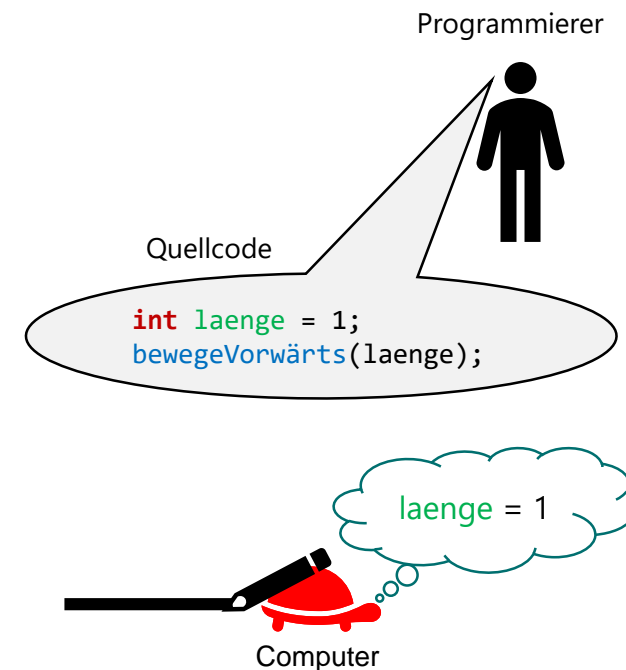 Programmierer
Quellcode
int laenge = 1;
bewegeVorwärts(laenge);
laenge = 1
Computer